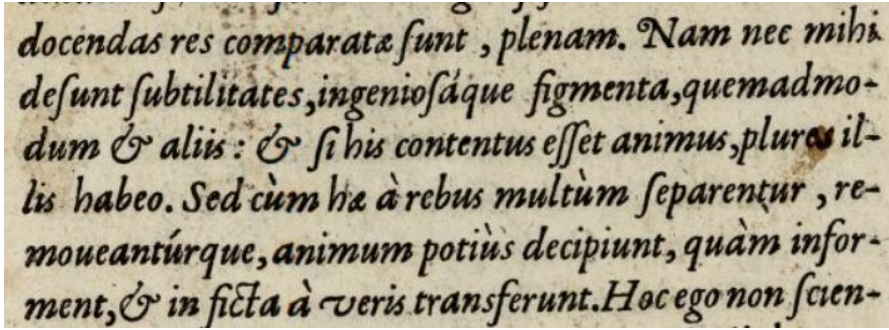 docendas res comparatæ ſunt, plenam. Nam nec mihi
deſunt ſubtilitates, ingenioſáque figmenta, quemadmo-
dum & aliis: & ſi his contentus eſſet animus, plures il-
lis habeo. Sed cùm hæ à rebus multùm ſeparentur, re-
moueantúrque, animum potiùs decipiunt, quàm infor-
ment, & in ficta à veris transferunt. Hoc ego non ſcien-